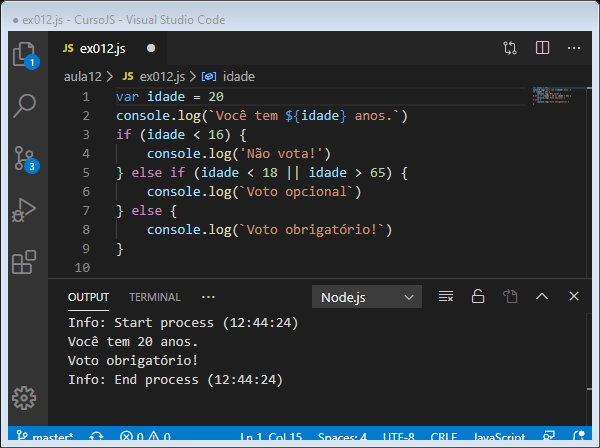 ● ex012.js - CursoJS - Visual Studio Code
JS ex012.js ●
1
aula12 > JS ex012.js > idade
1 var idade = 20
2 console.log(`Você tem ${idade} anos.`)
3 if (idade < 16) {
4 console.log('Não vota!')
5 } else if (idade < 18 || idade > 65) {
6 console.log(`Voto opcional`)
7 } else {
8 console.log(`Voto obrigatório!`)
9 }
10
3
OUTPUT TERMINAL ··· Node.js
Info: Start process (12:44:24)
Você tem 20 anos.
Voto obrigatório!
Info: End process (12:44:24)
master* 0 0 Ln 1, Col 15 Spaces: 4 UTF-8 CRLF JavaScript